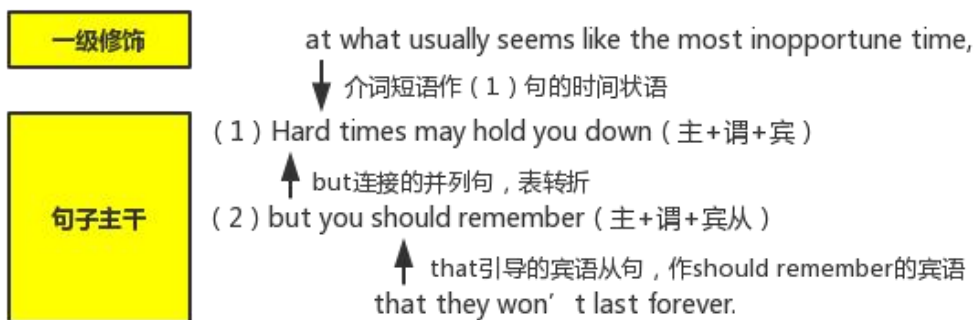 一级修饰 at what usually seems like the most inopportune time,
介词短语作（1）句的时间状语
（1）Hard times may hold you down（主+谓+宾）
but连接的并列句，表转折
句子主干 （2）but you should remember（主+谓+宾从）
that引导的宾语从句，作should remember的宾语
that they won’t last forever.